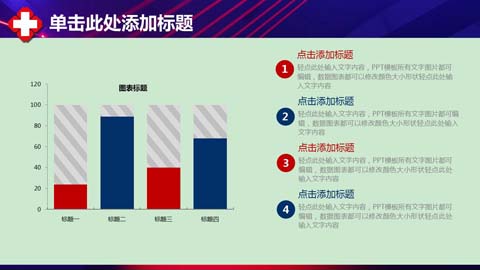 单击此处添加标题
图表标题
120
100
80
60
40
20
0
标题一 标题二 标题三 标题四
1 点击添加标题
轻点此处输入文字内容，PPT模板所有文字图片都可
编辑，数据图表都可以修改颜色大小形状轻点此处输
入文字内容
2 点击添加标题
轻点此处输入文字内容，PPT模板所有文字图片都可编
辑，数据图表都可以修改颜色大小形状轻点此处输入
文字内容
3 点击添加标题
轻点此处输入文字内容，PPT模板所有文字图片都可
编辑，数据图表都可以修改颜色大小形状轻点此处输
入文字内容
4 点击添加标题
轻点此处输入文字内容，PPT模板所有文字图片都可
编辑，数据图表都可以修改颜色大小形状轻点此处输
入文字内容